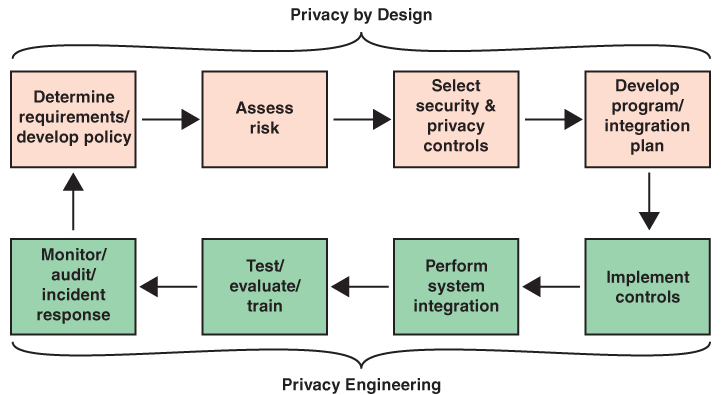 Privacy by Design
Determine
requirements/
develop policy
Assess
risk
Select
security &
privacy
controls
Develop
program/
integration
plan
Monitor/
audit/
incident
response
Test/
evaluate/
train
Perform
system
integration
Implement
controls
Privacy Engineering